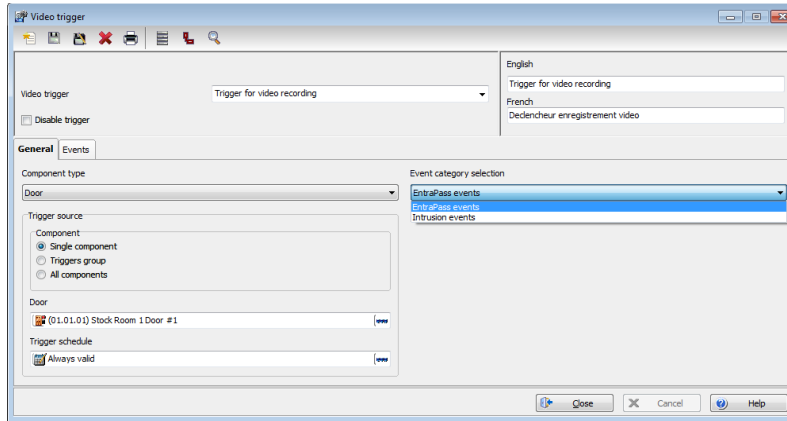 Video trigger
English
Trigger for video recording
Video trigger
Trigger for video recording
French
Declencheur enregistrement video
Disable trigger
General
Events
Component type
Event category selection
Door
EntraPass events
EntraPass events
Intrusion events
Trigger source
Component
Single component
Triggers group
All components
Door
(01.01.01) Stock Room 1 Door #1
Trigger schedule
Always valid
Close
Cancel
Help